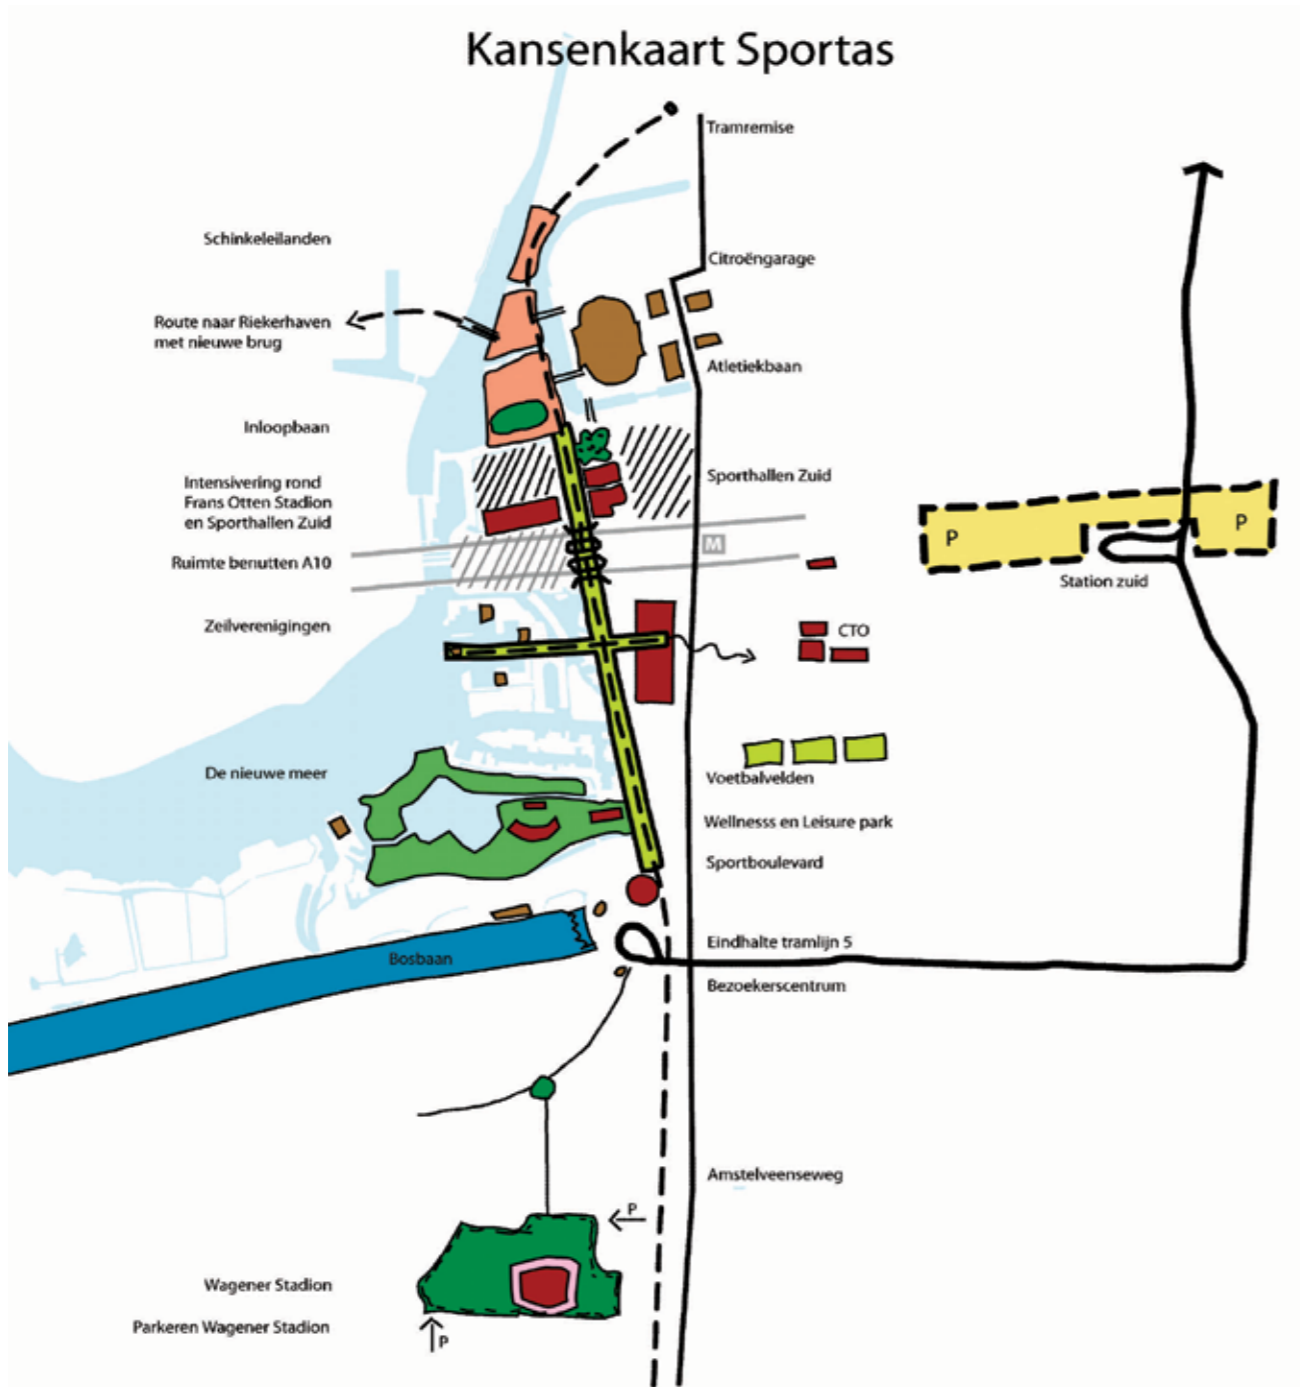 Kansenkaart Sportas
Tramremise
Schinkeleilanden
Citroëngarage
Route naar Riekerhaven
met nieuwe brug
Atletiekbaan
Inloopbaan
Sporthallen Zuid
Intensivering rond
Frans Otten Stadion
en Sporthallen Zuid
P
P
M
Ruimte benutten A10
Station zuid
Zeilverenigingen
CTO
De nieuwe meer
Voetbalvelden
Wellnesss en Leisure park
Sportboulevard
Eindhalte tramlijn 5
Bosbaan
Bezoekerscentrum
Amstelveenseweg
P
Wagener Stadion
Parkeren Wagener Stadion
P